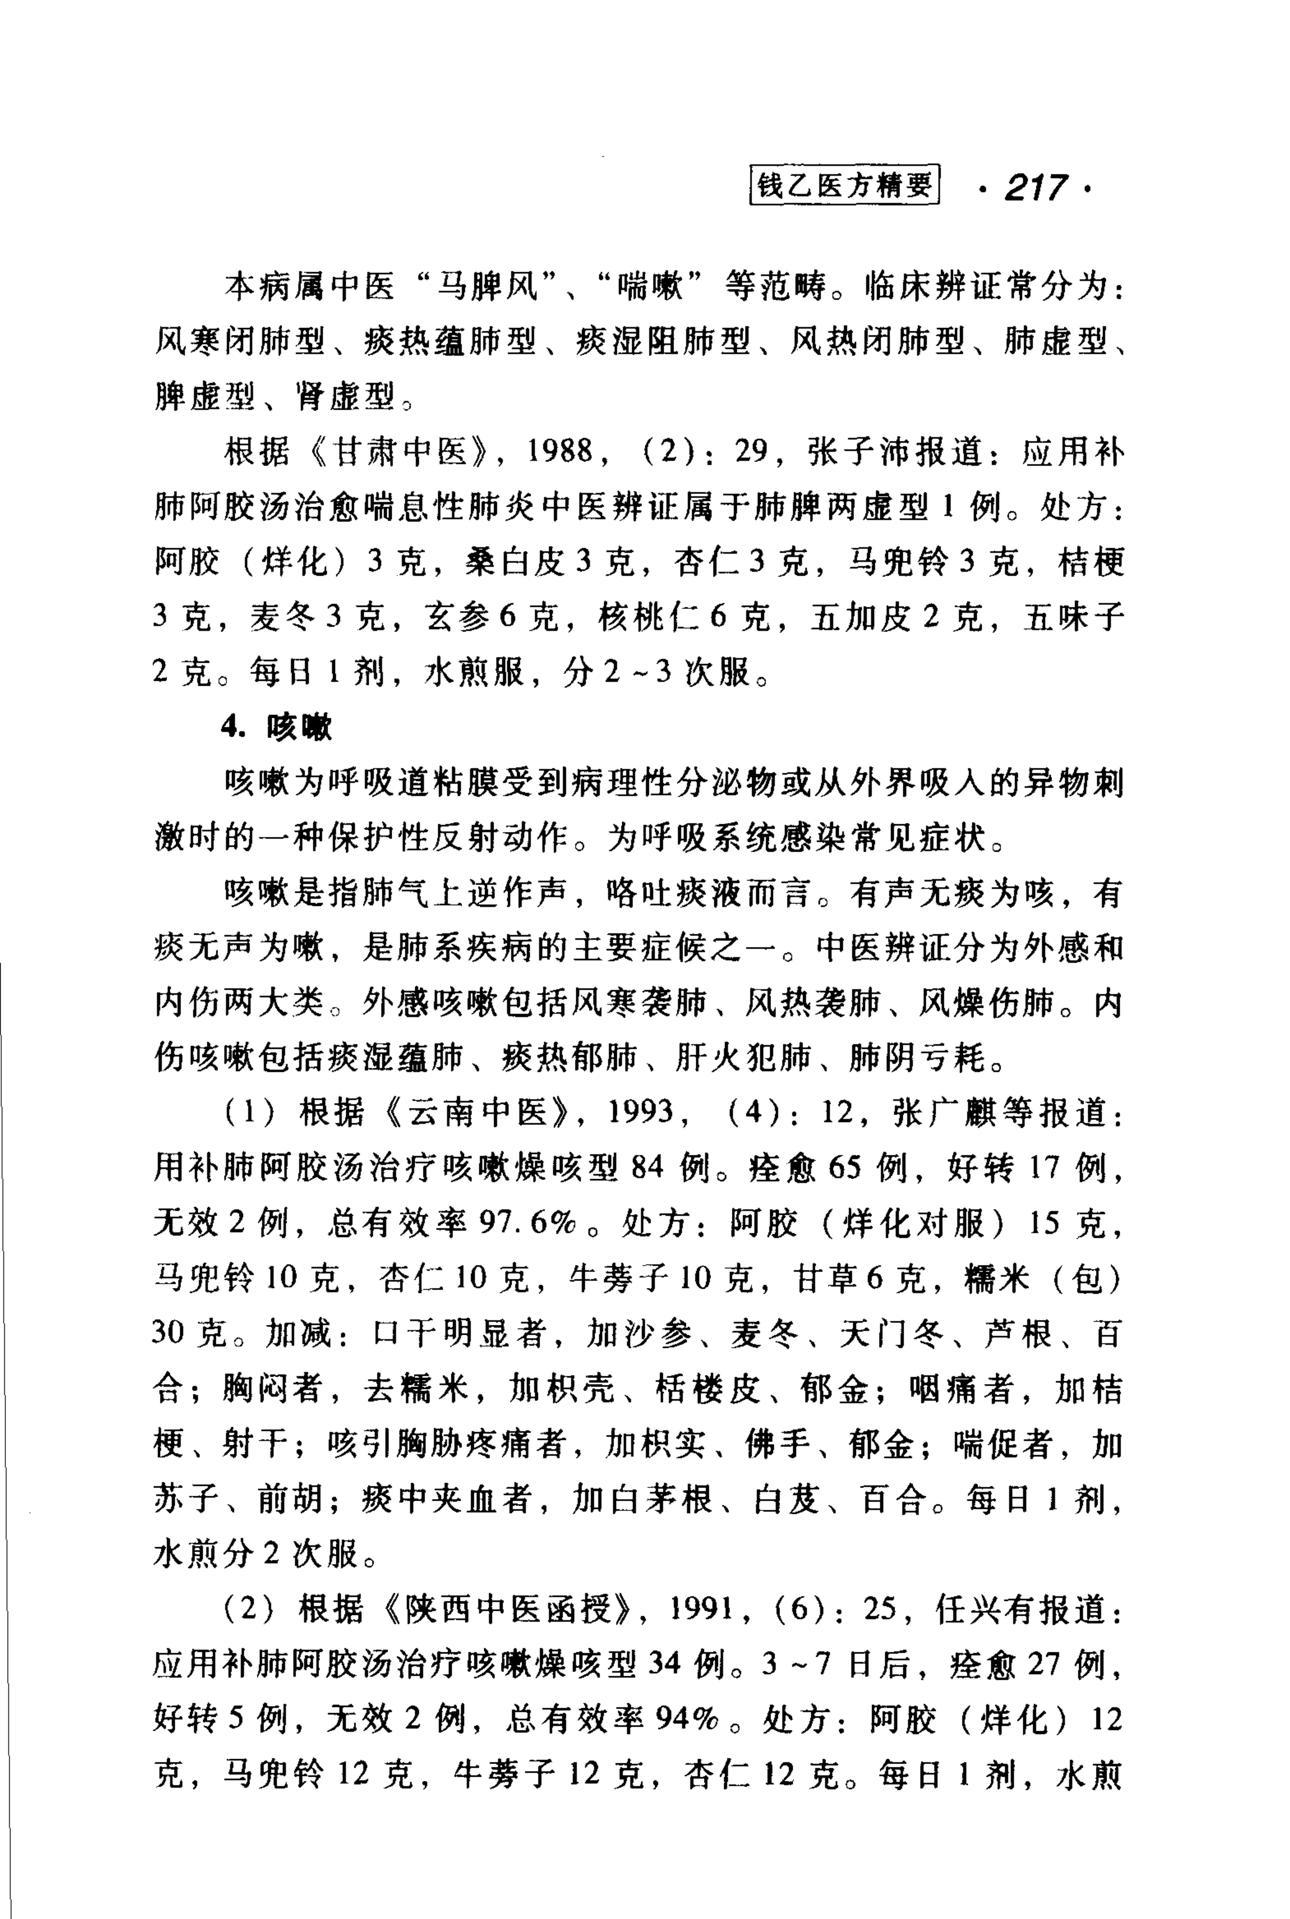 钱乙医方精要 ·217·
本病属中医“马脾风”、“喘嗽”等范畴。临床辨证常分为：
风寒闭肺型、痰热蕴肺型、痰湿阻肺型、风热闭肺型、肺虚型、
脾虚型、肾虚型。
根据《甘肃中医》，1988，（2）：29，张子沛报道：应用补
肺阿胶汤治愈喘息性肺炎中医辨证属于肺脾两虚型1例。处方：
阿胶（烊化）3克，桑白皮3克，杏仁3克，马兜铃3克，桔梗
3克，麦冬3克，玄参6克，核桃仁6克，五加皮2克，五味子
2克。每日1剂，水煎服，分2~3次服。
4. 咳嗽
咳嗽为呼吸道粘膜受到病理性分泌物或从外界吸入的异物刺
激时的一种保护性反射动作。为呼吸系统感染常见症状。
咳嗽是指肺气上逆作声，咯吐痰液而言。有声无痰为咳，有
痰无声为嗽，是肺系疾病的主要症候之一。中医辨证分为外感和
内伤两大类。外感咳嗽包括风寒袭肺、风热袭肺、风燥伤肺。内
伤咳嗽包括痰湿蕴肺、痰热郁肺、肝火犯肺、肺阴亏耗。
（1）根据《云南中医》，1993，（4）：12，张广麒等报道：
用补肺阿胶汤治疗咳嗽燥咳型84例。痊愈65例，好转17例，
无效2例，总有效率97.6%。处方：阿胶（烊化对服）15克，
马兜铃10克，杏仁10克，牛蒡子10克，甘草6克，糯米（包）
30克。加减：口干明显者，加沙参、麦冬、天门冬、芦根、百
合；胸闷者，去糯米，加枳壳、栝楼皮、郁金；咽痛者，加桔
梗、射干；咳引胸胁疼痛者，加枳实、佛手、郁金；喘促者，加
苏子、前胡；痰中夹血者，加白茅根、白芨、百合。每日1剂，
水煎分2次服。
（2）根据《陕西中医函授》，1991，（6）：25，任兴有报道：
应用补肺阿胶汤治疗咳嗽燥咳型34例。3~7日后，痊愈27例，
好转5例，无效2例，总有效率94%。处方：阿胶（烊化）12
克，马兜铃12克，牛蒡子12克，杏仁12克。每日1剂，水煎